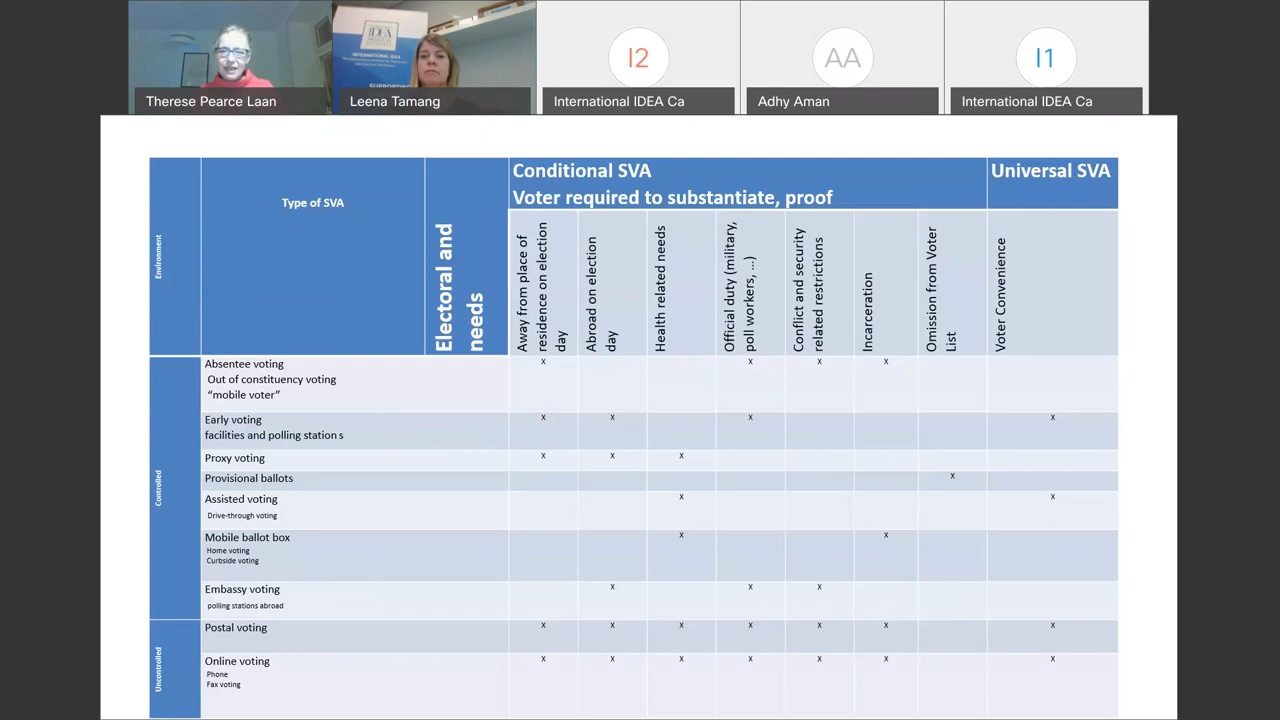 IDEA
INTERNATIONAL IDEA
SUPPORTING
I2
AA
I1
Therese Pearce Laan
Leena Tamang
International IDEA Ca
Adhy Aman
International IDEA Ca
Environment
Type of SVA
Electoral and
needs
Conditional SVA
Voter required to substantiate, proof
Universal SVA
Away from place of
residence on election
day
Abroad on election
day
Health related needs
Official duty (military,
poll workers, ...)
Conflict and security
related restrictions
Incarceration
Omission from Voter
List
Voter Convenience
Controlled
Absentee voting x x x x
Out of constituency voting
“mobile voter”
Early voting x x x x
facilities and polling stations
Proxy voting x x x
Provisional ballots x
Assisted voting x x
Drive-through voting
Mobile ballot box x x
Home voting
Curbside voting
Embassy voting x x x
polling stations abroad
Uncontrolled
Postal voting x x x x x x x
Online voting x x x x x x x
Phone
Fax voting